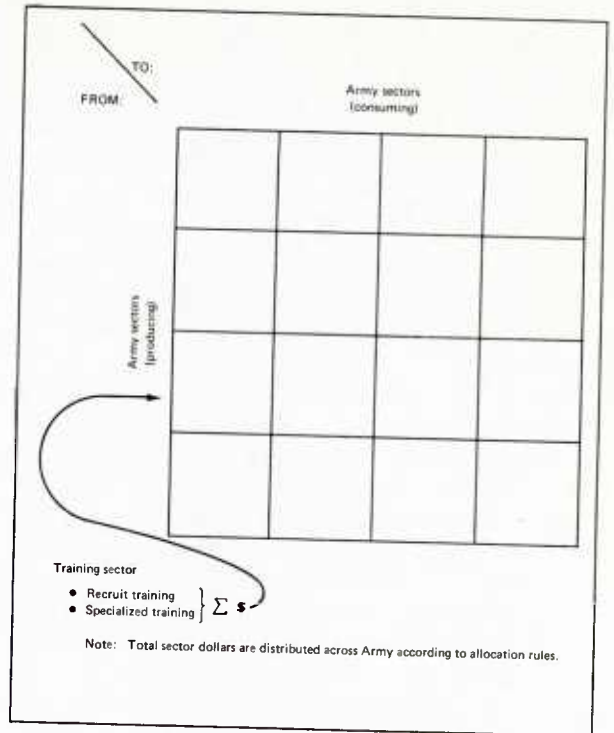 TO:
FROM:
Army sectors
(consuming)
Army sectors
(producing)
Training sector
• Recruit training
• Specialized training } ∑ $
Note: Total sector dollars are distributed across Army according to allocation rules.